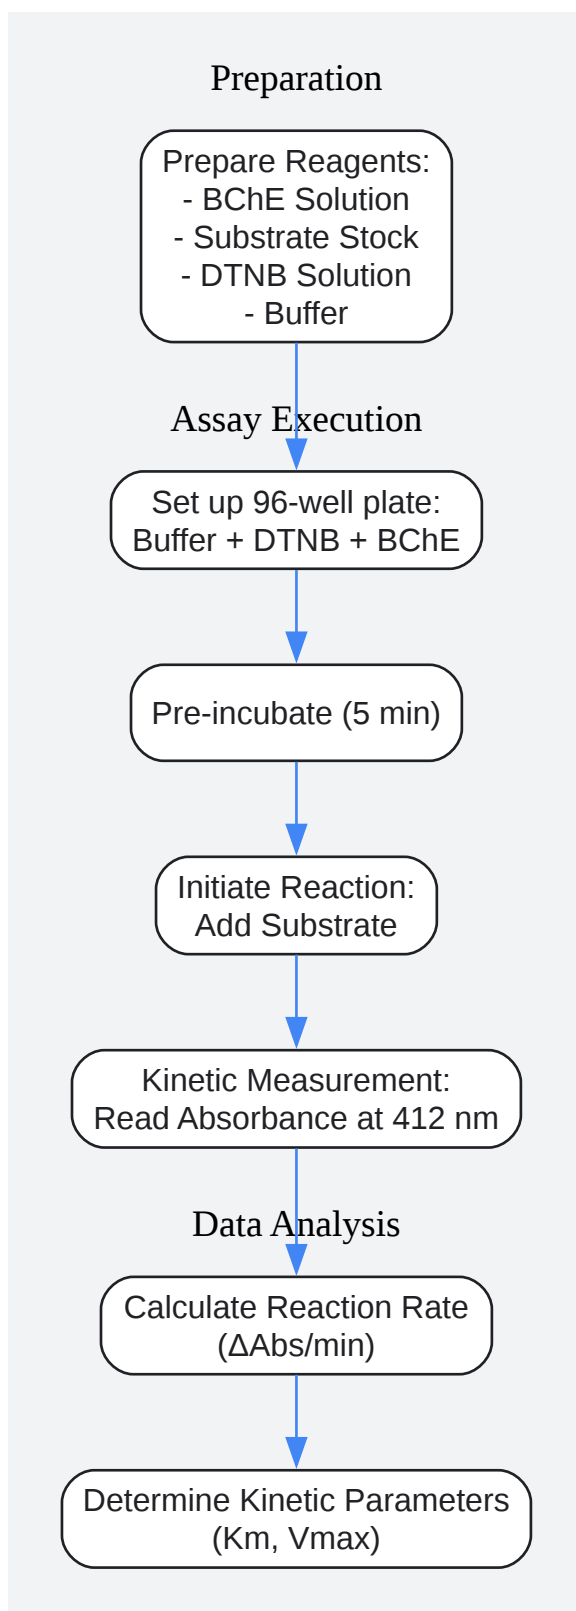 Preparation
Prepare Reagents:
- BChE Solution
- Substrate Stock
- DTNB Solution
- Buffer
Assay Execution
Set up 96-well plate:
Buffer + DTNB + BChE
Pre-incubate (5 min)
Initiate Reaction:
Add Substrate
Kinetic Measurement:
Read Absorbance at 412 nm
Data Analysis
Calculate Reaction Rate
(ΔAbs/min)
Determine Kinetic Parameters
(Km, Vmax)